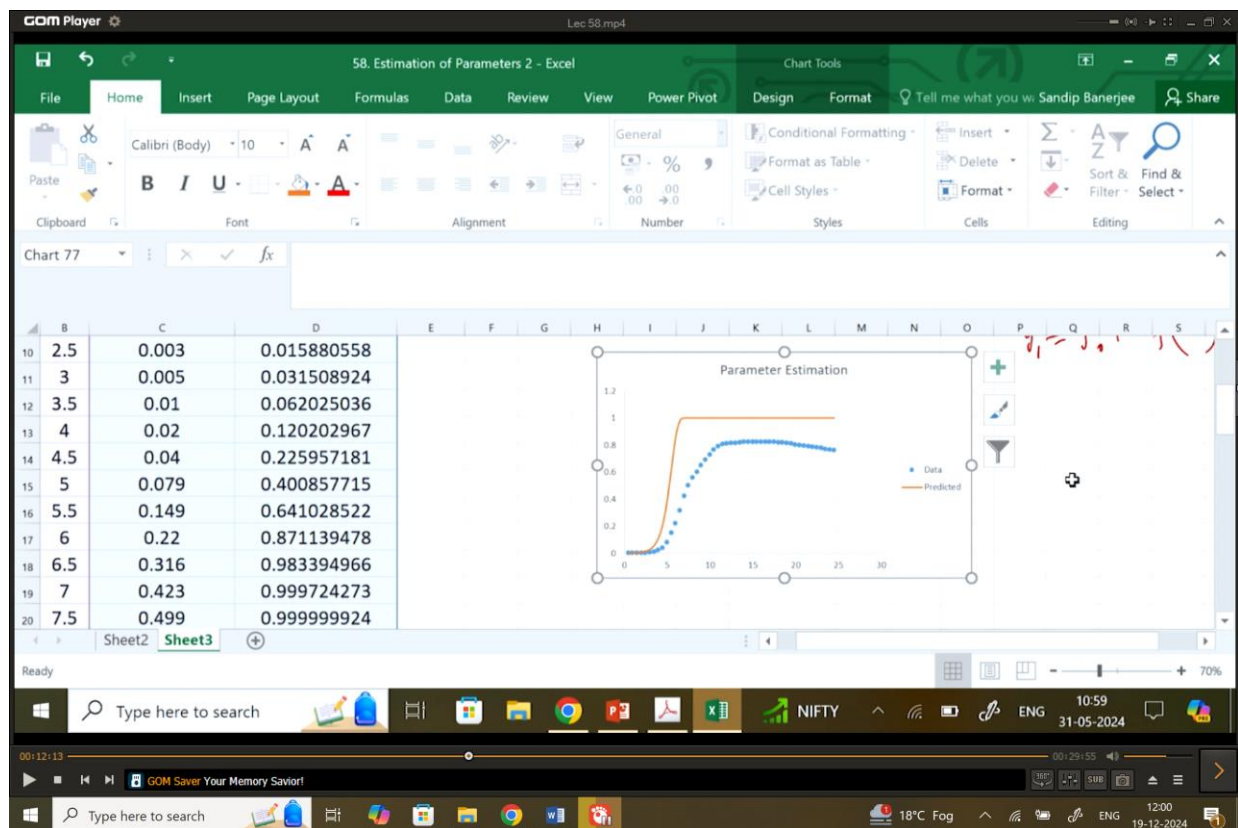 GOM Player
Lec 58.mp4
58. Estimation of Parameters 2 - Excel
Chart Tools
File Home Insert Page Layout Formulas Data Review View Power Pivot Design Format Tell me what you w Sandip Banerjee Share
Paste
Calibri (Body) 10 A A
B I U A
General
% ,
.0 .00
.00 .0
Conditional Formatting
Format as Table
Cell Styles
Insert
Delete
Format
Σ
A
Z
Sort &
Filter
Find &
Select
Clipboard Font Alignment Number Styles Cells Editing
Chart 77 fx
B C D E F G H I J K L M N O P Q R S
10 2.5 0.003 0.015880558
11 3 0.005 0.031508924
12 3.5 0.01 0.062025036
13 4 0.02 0.120202967
14 4.5 0.04 0.225957181
15 5 0.079 0.400857715
16 5.5 0.149 0.641028522
17 6 0.22 0.871139478
18 6.5 0.316 0.983394966
19 7 0.423 0.999724273
20 7.5 0.499 0.999999924
Parameter Estimation
1.2
1
0.8
0.6
0.4
0.2
0
0 5 10 15 20 25 30
Data
Predicted
Sheet2 Sheet3
Ready
70%
Type here to search
NIFTY
ENG
10:59
31-05-2024
00:12:13
00:29:55
GOM Saver Your Memory Savior!
360° SUB
Type here to search
18°C Fog
ENG
12:00
19-12-2024